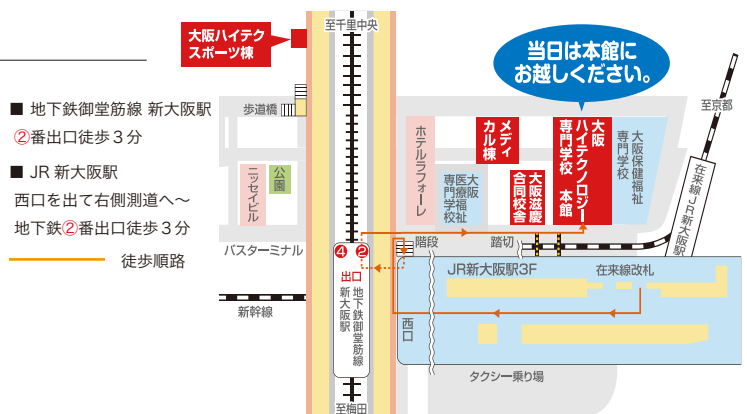 ■ 地下鉄御堂筋線 新大阪駅
②番出口徒歩３分
■ JR 新大阪駅
西口を出て右側測道へ～
地下鉄②番出口徒歩３分
徒歩順路
大阪ハイテク
スポーツ棟
至千里中央
当日は本館に
お越しください。
歩道橋
至京都
ホテルラフォーレ
メディ
カル棟
大阪
ハイテクノロジー
専門学校 本館
大阪保健福祉
専門学校
ニッセイビル
公園
大阪
医療福祉
専門学校
大阪滋慶
合同校舎
在来線JR新大阪駅
バスターミナル
④
②
出口
階段
踏切
地下鉄御堂筋線
新大阪駅
JR新大阪駅3F
在来線改札
新幹線
西口
タクシー乗り場
至梅田